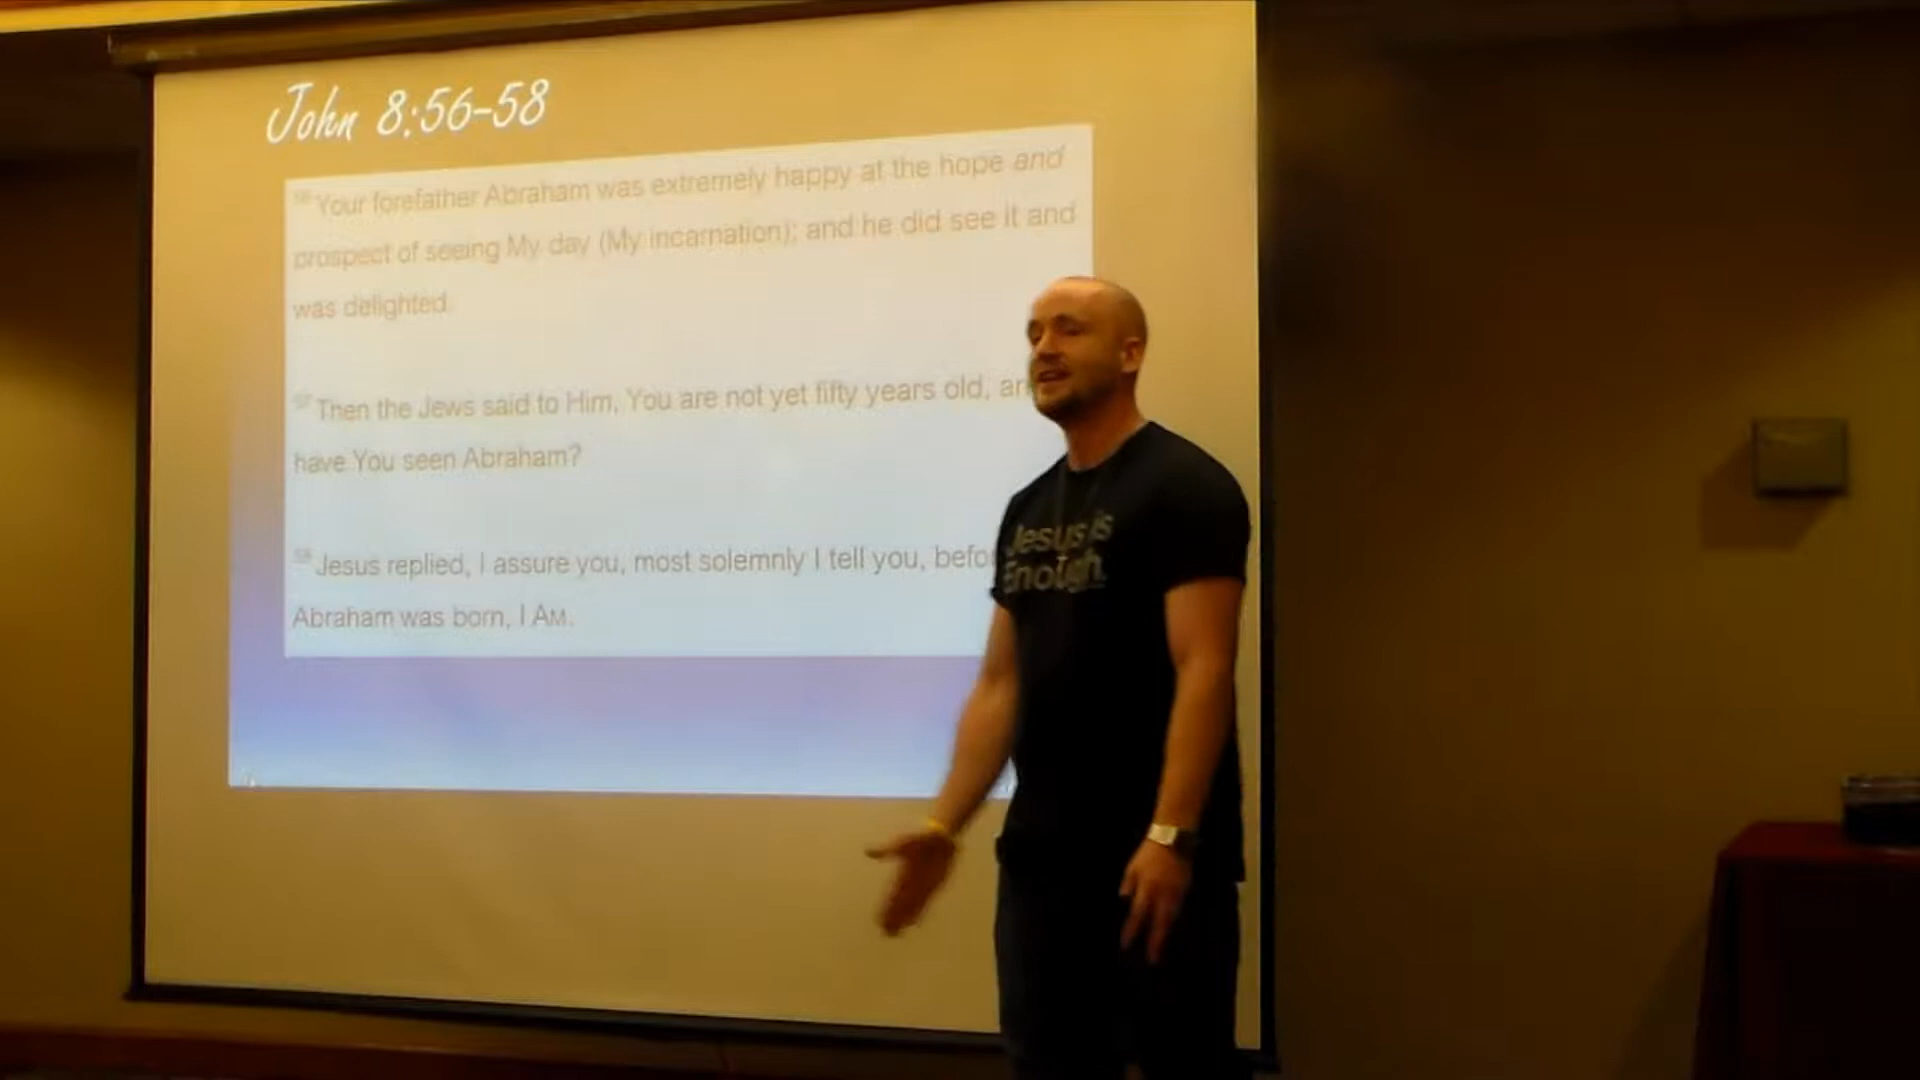 John 8:56-58
56 Your forefather Abraham was extremely happy at the hope and
prospect of seeing My day (My incarnation); and he did see it and
was delighted.
57 Then the Jews said to Him, You are not yet fifty years old, an
have You seen Abraham?
58 Jesus replied, I assure you, most solemnly I tell you, befor
Abraham was born, I AM.
Jesus is
Enough.